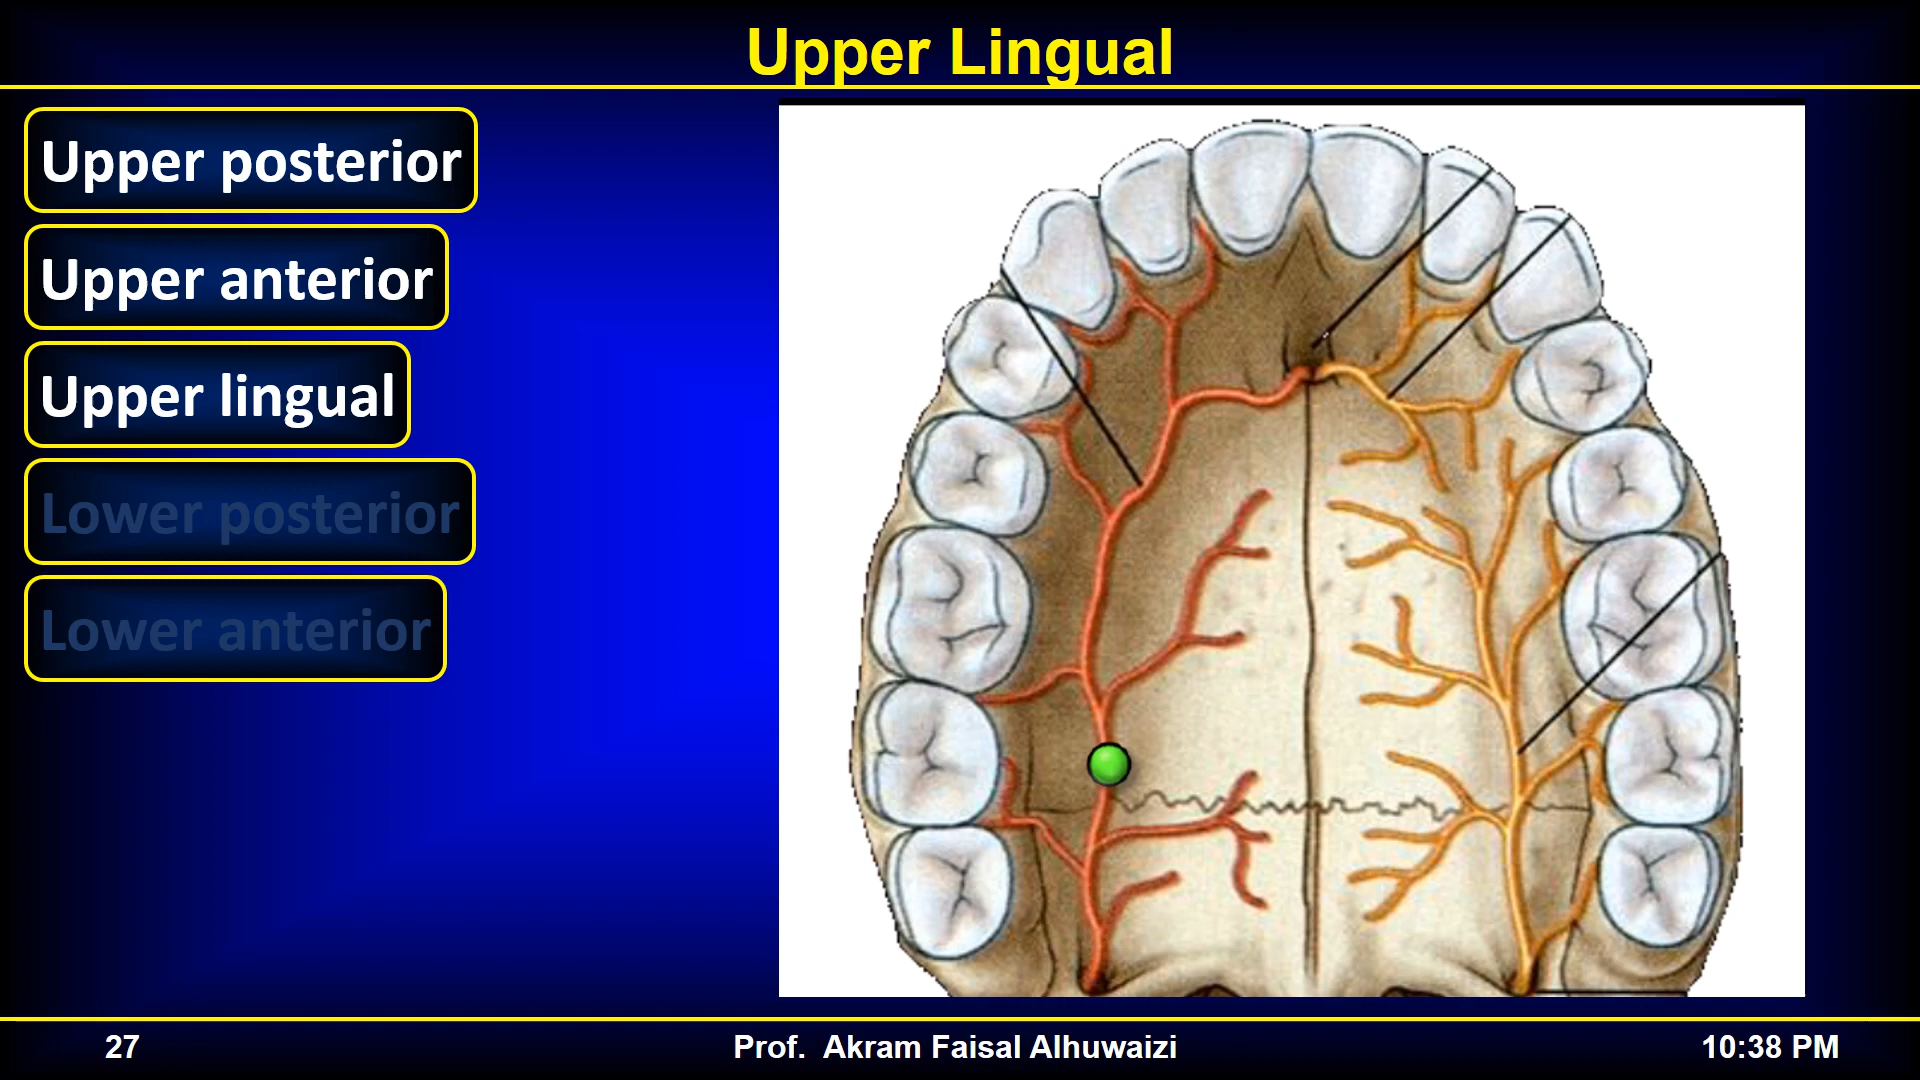 Upper Lingual
Upper posterior
Upper anterior
Upper lingual
Lower posterior
Lower anterior
27
Prof.  Akram Faisal Alhuwaizi
10:38 PM